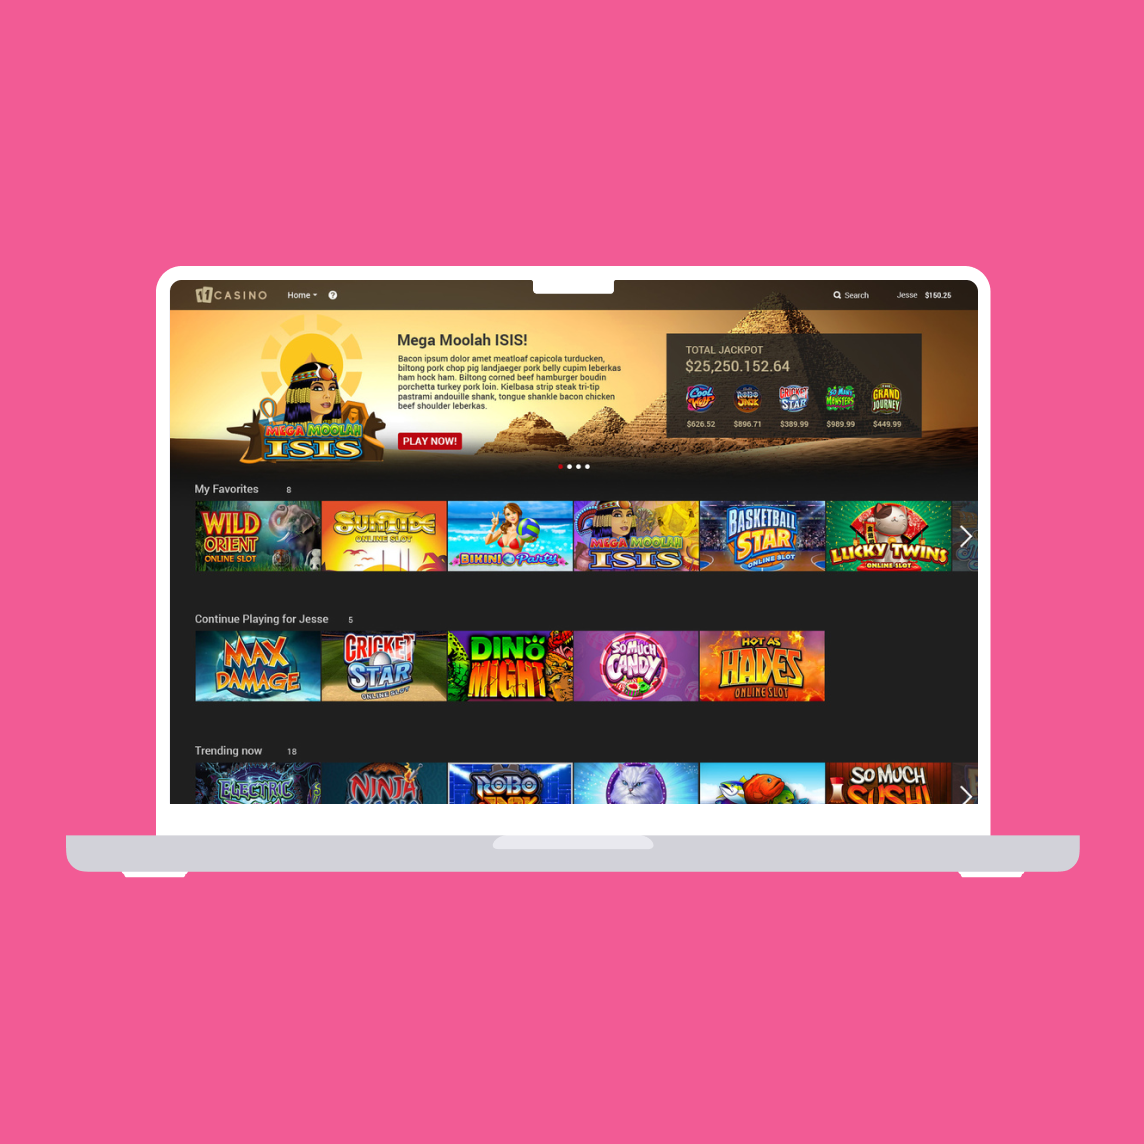 11CASINO
Home
?
Search
Jesse $150.25
Mega Moolah ISIS!
Bacon ipsum dolor amet meatloaf capicola turducken,
biltong pork chop pig landjaeger pork belly cupim leberkas
ham hock ham. Biltong corned beef hamburger boudin
porchetta turkey pork loin. Kielbasa strip steak tri-tip
pastrami andouille shank, tongue shankle bacon chicken
beef shoulder leberkas.
PLAY NOW!
MEGA MOOLAH
ISIS
TOTAL JACKPOT
$25,250.152.64
COOL
WOLF
ROBO
JACK
CRICKET
STAR
SO MANY
MONSTERS
THE
GRAND
JOURNEY
$626.52 $896.71 $389.99 $989.99 $449.99
My Favorites 8
WILD
ORIENT
ONLINE SLOT
SUNTIDE
ONLINE SLOT
BIKINI Party
MEGA MOOLAH
ISIS
BASKETBALL
STAR
ONLINE SLOT
LUCKY TWINS
ONLINE SLOT
Continue Playing for Jesse 5
MAX
DAMAGE
CRICKET
STAR
ONLINE SLOT
DINO
MIGHT
SO MUCH
CANDY
HOT AS
HADES
ONLINE SLOT
Trending now 18
ELECTRIC
NINJA
ROBO
JACK
SO MUCH
SUSHI